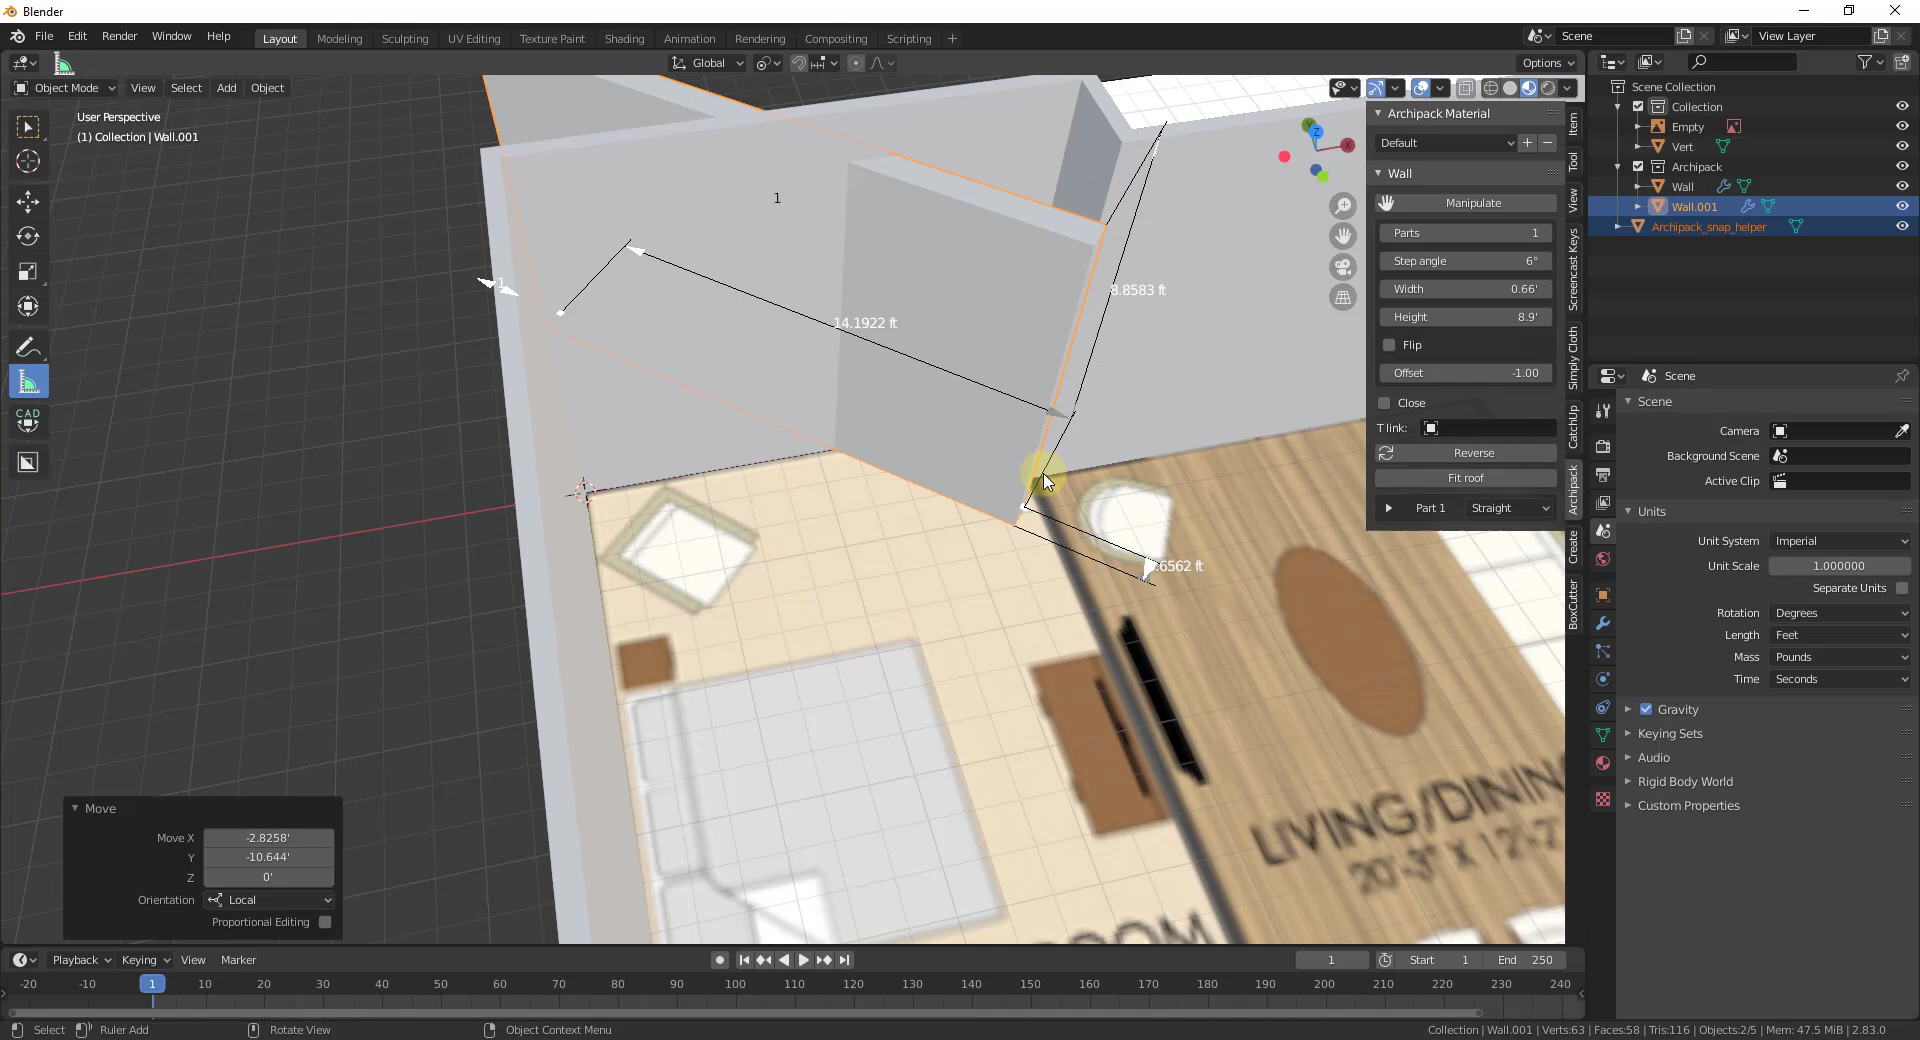 Blender
File Edit Render Window Help
Layout Modeling Sculpting UV Editing Texture Paint Shading Animation Rendering Compositing Scripting +
Scene
View Layer
Global
Options
Object Mode View Select Add Object
User Perspective
(1) Collection | Wall.001
CAD
1
1
14.1922 ft
8.8583 ft
.6562 ft
Y
Z
X
LIVING/DINING
20'-3" X 12'-2"
Archipack Material
Default
Wall
Manipulate
Parts 1
Step angle 6°
Width 0.66'
Height 8.9'
Flip
Offset -1.00
Close
T link:
Reverse
Fit roof
Part 1 Straight
Item
Tool
View
Screencast Keys
Simply Cloth
CatchUp
Archipack
Create
BoxCutter
Scene Collection
Collection
Empty
Vert
Archipack
Wall
Wall.001
Archipack_snap_helper
Scene
Scene
Camera
Background Scene
Active Clip
Units
Unit System Imperial
Unit Scale 1.000000
Separate Units
Rotation Degrees
Length Feet
Mass Pounds
Time Seconds
Gravity
Keying Sets
Audio
Rigid Body World
Custom Properties
Move
Move X -2.8258'
Y -10.644'
Z 0'
Orientation Local
Proportional Editing
Playback Keying View Marker
1 Start 1 End 250
-20 -10 1 10 20 30 40 50 60 70 80 90 100 110 120 130 140 150 160 170 180 190 200 210 220 230 240
Select Ruler Add Rotate View Object Context Menu
Collection | Wall.001 | Verts:63 | Faces:58 | Tris:116 | Objects:2/5 | Mem: 47.5 MiB | 2.83.0